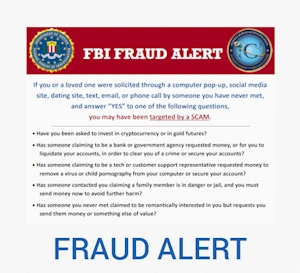 FBI FRAUD ALERT
If you or a loved one were solicited through a computer pop-up, social media
site, dating site, text, email, or phone call by someone you have never met,
and answer "YES" to one of the following questions,
you may have been targeted by a SCAM.
• Have you been asked to invest in cryptocurrency or in gold futures?
• Has someone claiming to be a bank or government agency requested money, or for you to
liquidate your accounts, in order to clear you of a crime or secure your accounts?
• Has someone claiming to be a tech or customer support representative requested money to
remove a virus or child pornography from your computer or secure your account?
• Has someone contacted you claiming a family member is in danger or jail, and you must
send money now to avoid further harm?
• Has someone you never met claimed to be romantically interested in you but requests you
send them money or something else of value?
FRAUD ALERT